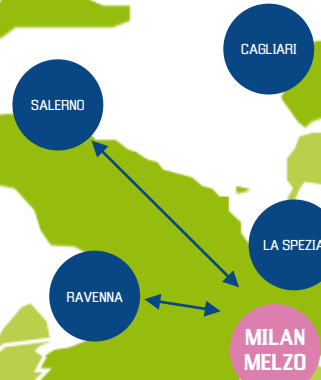 CAGLIARI
SALERNO
LA SPEZIA
RAVENNA
MILAN
MELZO